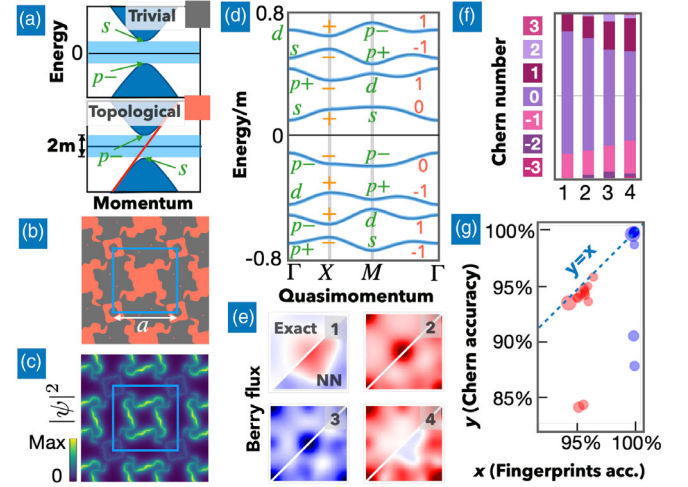 (a)
s
Trivial
Energy
0
p−
Topological
2m
p−
s
Momentum
(b)
a
(c)
|ψ|²
Max
0
(d)
0.8
d
+
p−
1
s
+
p+
-1
p+
+
d
1
s
+
s
0
Energy/m
0
p−
+
p−
0
d
+
p+
-1
p−
+
d
1
p+
+
s
-1
-0.8
Γ X M Γ
Quasimomentum
(e)
Exact 1
NN
2
3
4
Berry flux
(f)
Chern number
3
2
1
0
-1
-2
-3
1 2 3 4
(g)
100%
y=x
95%
90%
85%
y (Chern accuracy)
95% 100%
x (Fingerprints acc.)